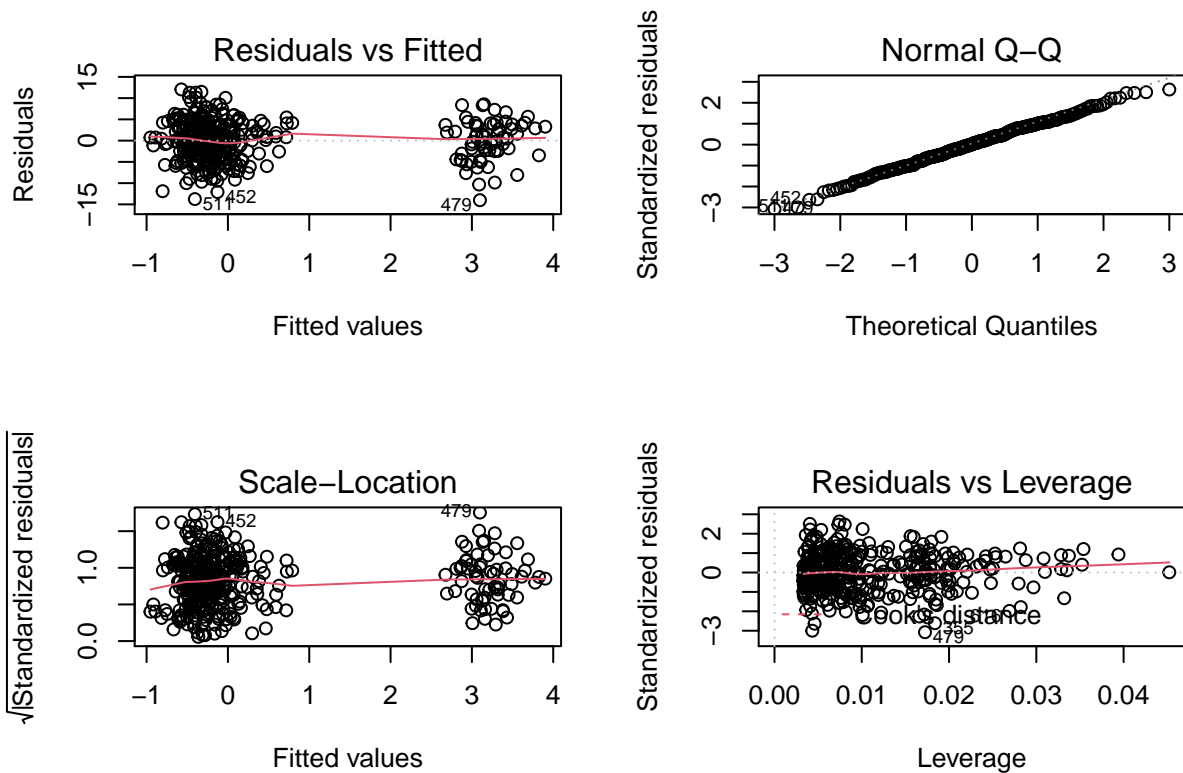 Residuals vs Fitted
Residuals
15
0
−15
511
452
479
−1 0 1 2 3 4
Fitted values
Normal Q−Q
Standardized residuals
2
0
−3
452
−3 −2 −1 0 1 2 3
Theoretical Quantiles
Scale−Location
√|Standardized residuals|
1.0
0.0
511
452
479
−1 0 1 2 3 4
Fitted values
Residuals vs Leverage
Standardized residuals
2
0
−3
Cook's distance
355
479
0.00 0.01 0.02 0.03 0.04
Leverage